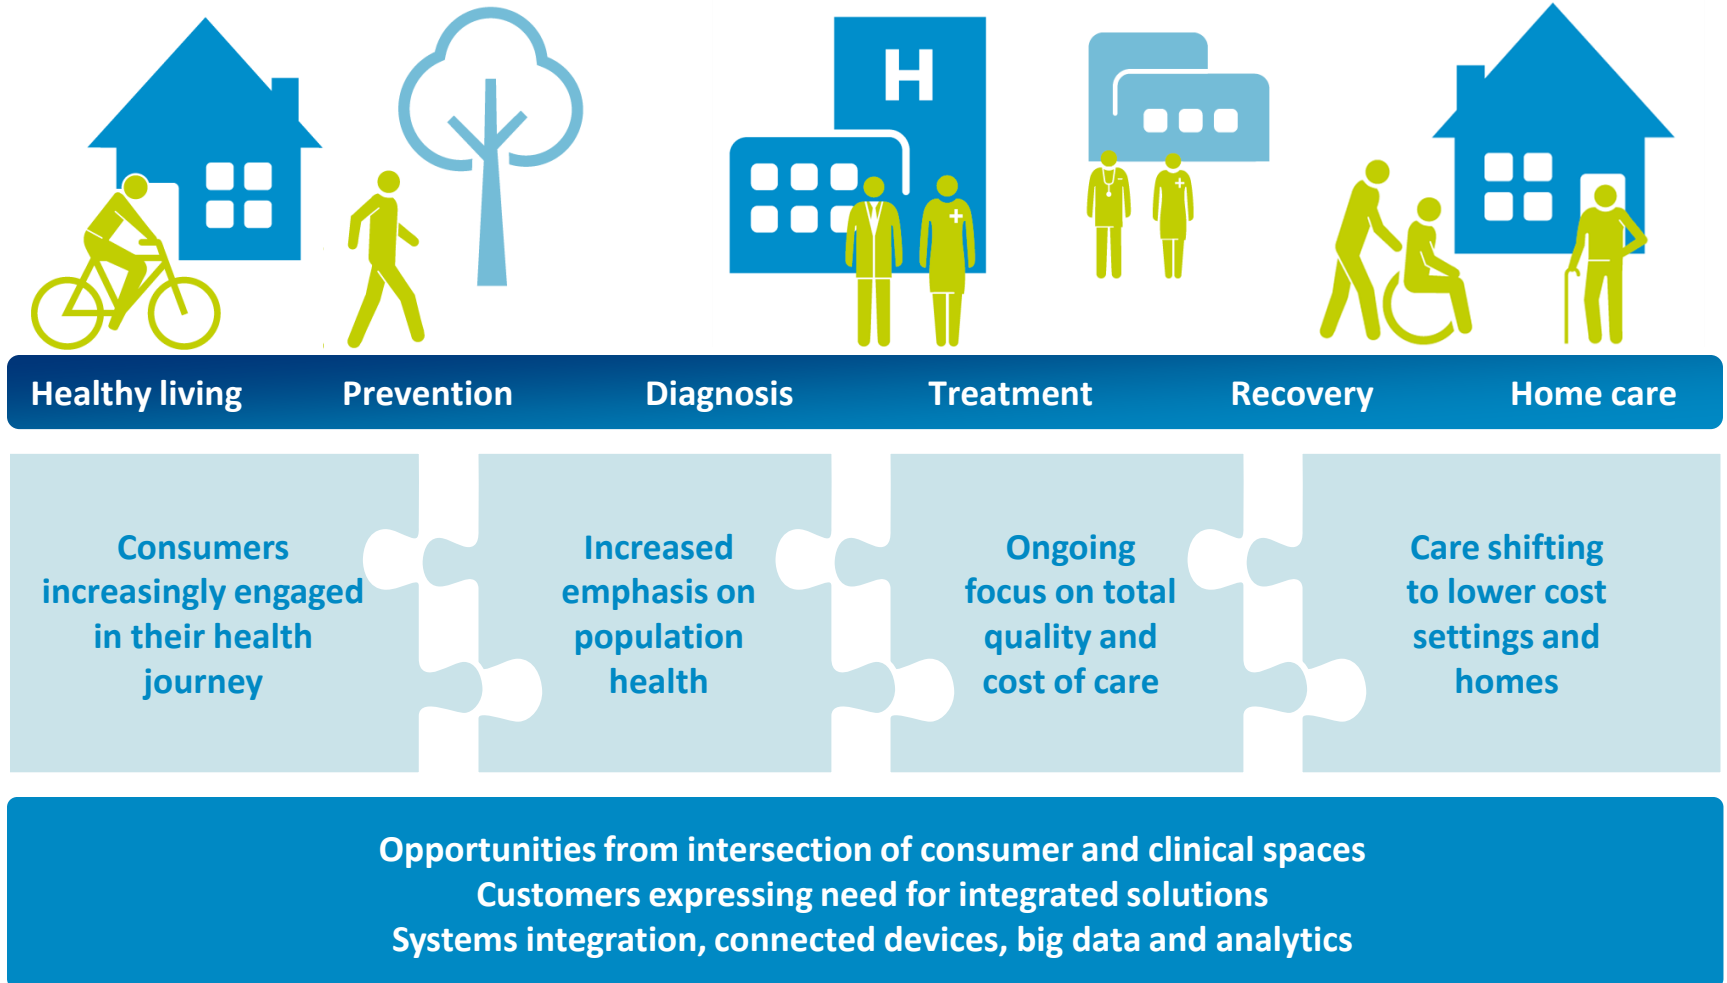 H
Healthy living
Prevention
Diagnosis
Treatment
Recovery
Home care
Consumers
increasingly engaged
in their health
journey
Increased
emphasis on
population
health
Ongoing
focus on total
quality and
cost of care
Care shifting
to lower cost
settings and
homes
Opportunities from intersection of consumer and clinical spaces
Customers expressing need for integrated solutions
Systems integration, connected devices, big data and analytics